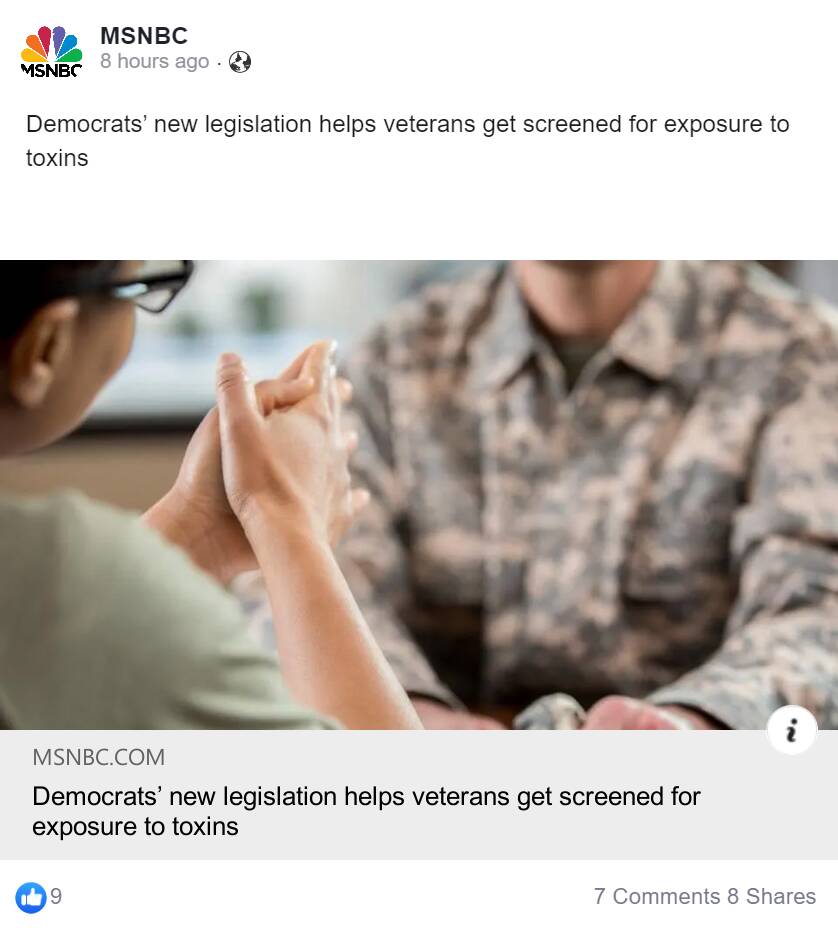 MSNBC
8 hours ago ·
MSNBC
Democrats’ new legislation helps veterans get screened for exposure to
toxins
i
MSNBC.COM
Democrats’ new legislation helps veterans get screened for
exposure to toxins
9
7 Comments 8 Shares